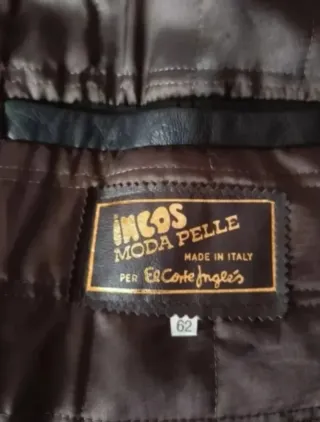 INCOS
MODA PELLE
MADE IN ITALY
PER El Corte Inglés
62